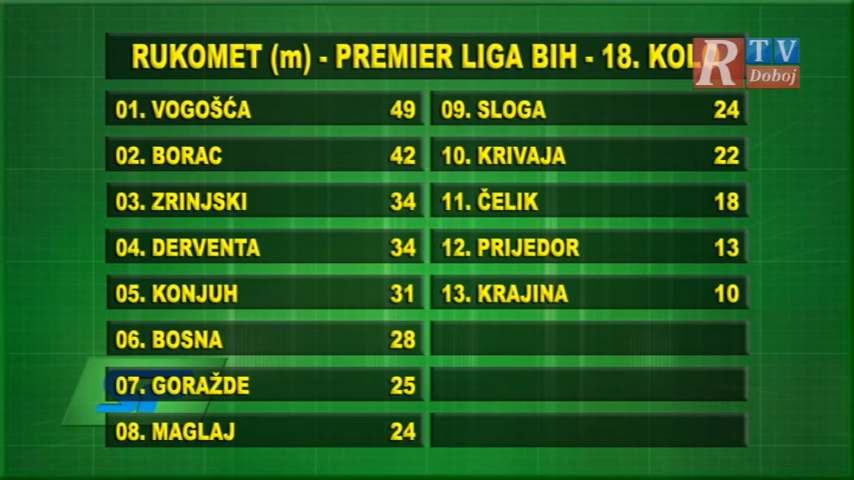 RUKOMET (m) - PREMIER LIGA BIH - 18. KOLO
R TV Doboj
01. VOGOŠĆA 49
02. BORAC 42
03. ZRINJSKI 34
04. DERVENTA 34
05. KONJUH 31
06. BOSNA 28
07. GORAŽDE 25
08. MAGLAJ 24
09. SLOGA 24
10. KRIVAJA 22
11. ČELIK 18
12. PRIJEDOR 13
13. KRAJINA 10